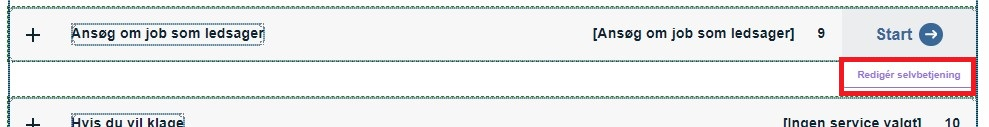 Ansøg om job som ledsager [Ansøg om job som ledsager] 9 Start
Redigér selvbetjening
Hvis du vil klage [Ingen service valgt] 10